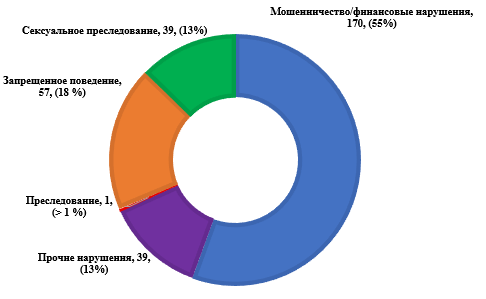 Мошенничество/финансовые нарушения,
170, (55%)
Сексуальное преследование, 39, (13%)
Запрещенное поведение,
57, (18 %)
Преследование, 1,
(> 1 %)
Прочне нарушения, 39,
(13%)